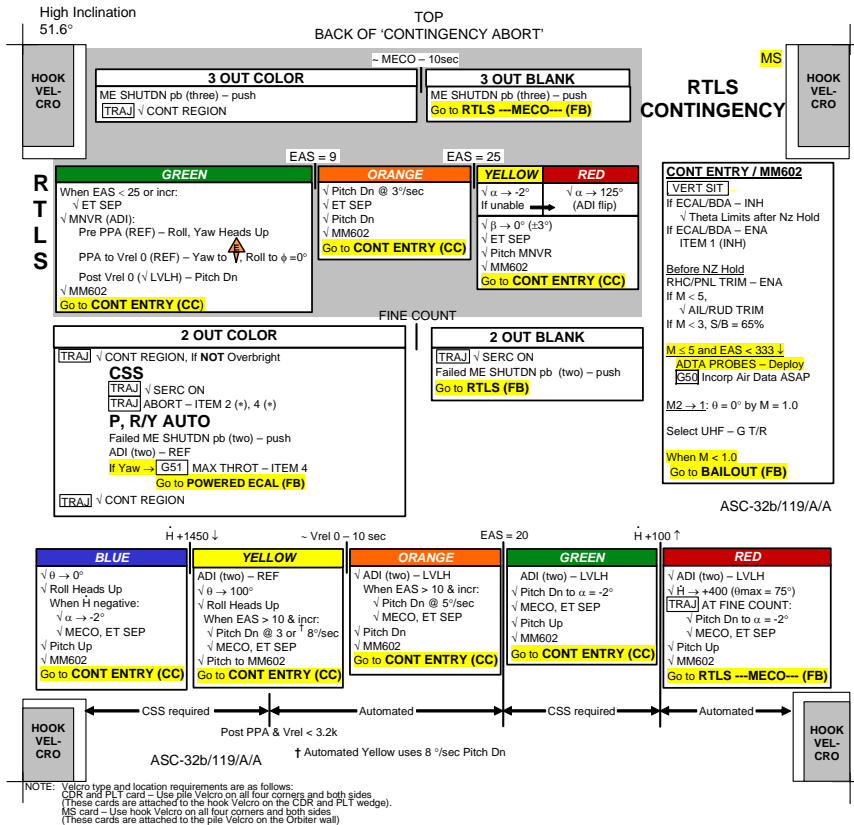 High Inclination
51.6°
TOP
BACK OF 'CONTINGENCY ABORT'
~ MECO – 10sec
MS
HOOK
VEL-
CRO
HOOK
VEL-
CRO
3 OUT COLOR
ME SHUTDN pb (three) – push
TRAJ √ CONT REGION
3 OUT BLANK
ME SHUTDN pb (three) – push
Go to RTLS ---MECO--- (FB)
RTLS
CONTINGENCY
R
T
L
S
EAS = 9
EAS = 25
GREEN
When EAS < 25 or incr:
√ ET SEP
√ MNVR (ADI):
Pre PPA (REF) – Roll, Yaw Heads Up
PPA to Vrel 0 (REF) – Yaw to E, Roll to ϕ =0°
Post Vrel 0 (√ LVLH) – Pitch Dn
√ MM602
Go to CONT ENTRY (CC)
ORANGE
√ Pitch Dn @ 3°/sec
√ ET SEP
√ Pitch Dn
√ MM602
Go to CONT ENTRY (CC)
YELLOW
√ α → -2°
If unable
RED
√ α → 125°
(ADI flip)
√ β → 0° (±3°)
√ ET SEP
√ Pitch MNVR
√ MM602
Go to CONT ENTRY (CC)
CONT ENTRY / MM602
VERT SIT
If ECAL/BDA – INH
√ Theta Limits after Nz Hold
If ECAL/BDA – ENA
ITEM 1 (INH)
Before NZ Hold
RHC/PNL TRIM – ENA
If M < 5,
√ AIL/RUD TRIM
If M < 3, S/B = 65%
M ≤ 5 and EAS < 333 ↓
ADTA PROBES – Deploy
G50 Incorp Air Data ASAP
M2 → 1: θ = 0° by M = 1.0
Select UHF – G T/R
When M < 1.0
Go to BAILOUT (FB)
FINE COUNT
2 OUT COLOR
TRAJ √ CONT REGION, If NOT Overbright
CSS
TRAJ √ SERC ON
TRAJ ABORT – ITEM 2 (∗), 4 (∗)
P, R/Y AUTO
Failed ME SHUTDN pb (two) – push
ADI (two) – REF
If Yaw → G51 MAX THROT – ITEM 4
Go to POWERED ECAL (FB)
TRAJ √ CONT REGION
2 OUT BLANK
TRAJ √ SERC ON
Failed ME SHUTDN pb (two) – push
Go to RTLS (FB)
ASC-32b/119/A/A
Ḣ +1450 ↓
~ Vrel 0 – 10 sec
EAS = 20
Ḣ +100 ↑
BLUE
√ θ → 0°
√ Roll Heads Up
When Ḣ negative:
√ α → -2°
√ MECO, ET SEP
√ Pitch Up
√ MM602
Go to CONT ENTRY (CC)
YELLOW
ADI (two) – REF
√ θ → 100°
√ Roll Heads Up
When EAS > 10 & incr:
√ Pitch Dn @ 3 or † 8°/sec
√ MECO, ET SEP
√ Pitch to MM602
Go to CONT ENTRY (CC)
ORANGE
√ ADI (two) – LVLH
When EAS > 10 & incr:
√ Pitch Dn @ 5°/sec
√ MECO, ET SEP
√ Pitch Dn
√ MM602
Go to CONT ENTRY (CC)
GREEN
ADI (two) – LVLH
√ Pitch Dn to α = -2°
√ MECO, ET SEP
√ Pitch Up
√ MM602
Go to CONT ENTRY (CC)
RED
√ ADI (two) – LVLH
√ Ḣ → +400 (θmax = 75°)
TRAJ AT FINE COUNT:
√ Pitch Dn to α = -2°
√ MECO, ET SEP
√ Pitch Up
√ MM602
Go to RTLS ---MECO--- (FB)
CSS required
Automated
CSS required
Automated
HOOK
VEL-
CRO
HOOK
VEL-
CRO
Post PPA & Vrel < 3.2k
ASC-32b/119/A/A
† Automated Yellow uses 8 °/sec Pitch Dn
NOTE: Velcro type and location requirements are as follows:
CDR and PLT card – Use pile Velcro on all four corners and both sides
(These cards are attached to the hook Velcro on the CDR and PLT wedge).
MS card – Use hook Velcro on all four corners and both sides
(These cards are attached to the pile Velcro on the Orbiter wall)